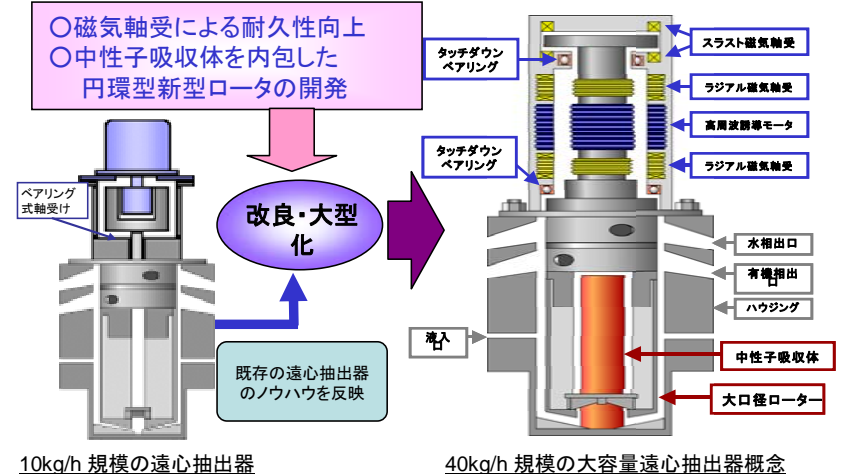 ○磁気軸受による耐久性向上
○中性子吸収体を内包した
円環型新型ロータの開発
ベアリング
式軸受け
改良・大型
化
既存の遠心抽出器
のノウハウを反映
10kg/h 規模の遠心抽出器
タッチダウン
ベアリング
タッチダウン
ベアリング
スラスト磁気軸受
ラジアル磁気軸受
高周波誘導モータ
ラジアル磁気軸受
水相出口
有機相出
口
ハウジング
液入
口
中性子吸収体
大口径ローター
40kg/h 規模の大容量遠心抽出器概念